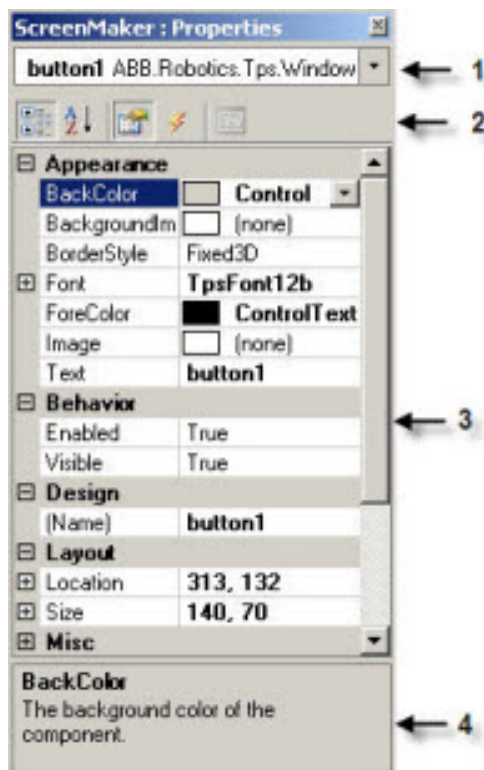 ScreenMaker : Properties
button1 ABB.Robotics.Tps.Window
1
2
Appearance
BackColor Control
BackgroundIm (none)
BorderStyle Fixed3D
Font TpsFont12b
ForeColor ControlText
Image (none)
Text button1
Behavior
Enabled True
Visible True
3
Design
(Name) button1
Layout
Location 313, 132
Size 140, 70
Misc
BackColor
The background color of the
component.
4